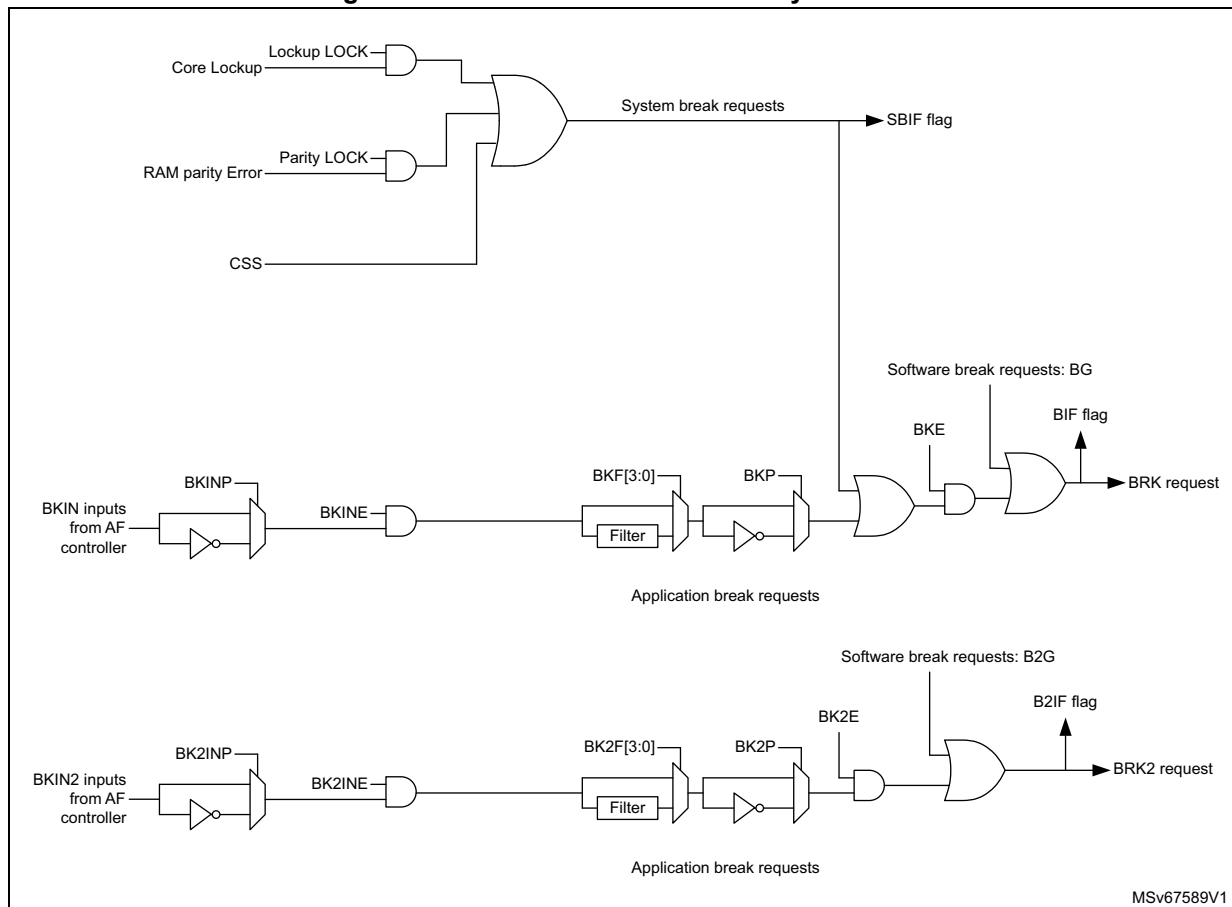 Lockup LOCK
Core Lockup
System break requests
SBIF flag
Parity LOCK
RAM parity Error
CSS
Software break requests: BG
BIF flag
BKE
BKINP
BKF[3:0]
BKP
BRK request
BKIN inputs
from AF
controller
BKINE
Filter
Application break requests
Software break requests: B2G
B2IF flag
BK2E
BK2INP
BK2F[3:0]
BK2P
BRK2 request
BKIN2 inputs
from AF
controller
BK2INE
Filter
Application break requests
MSv67589V1